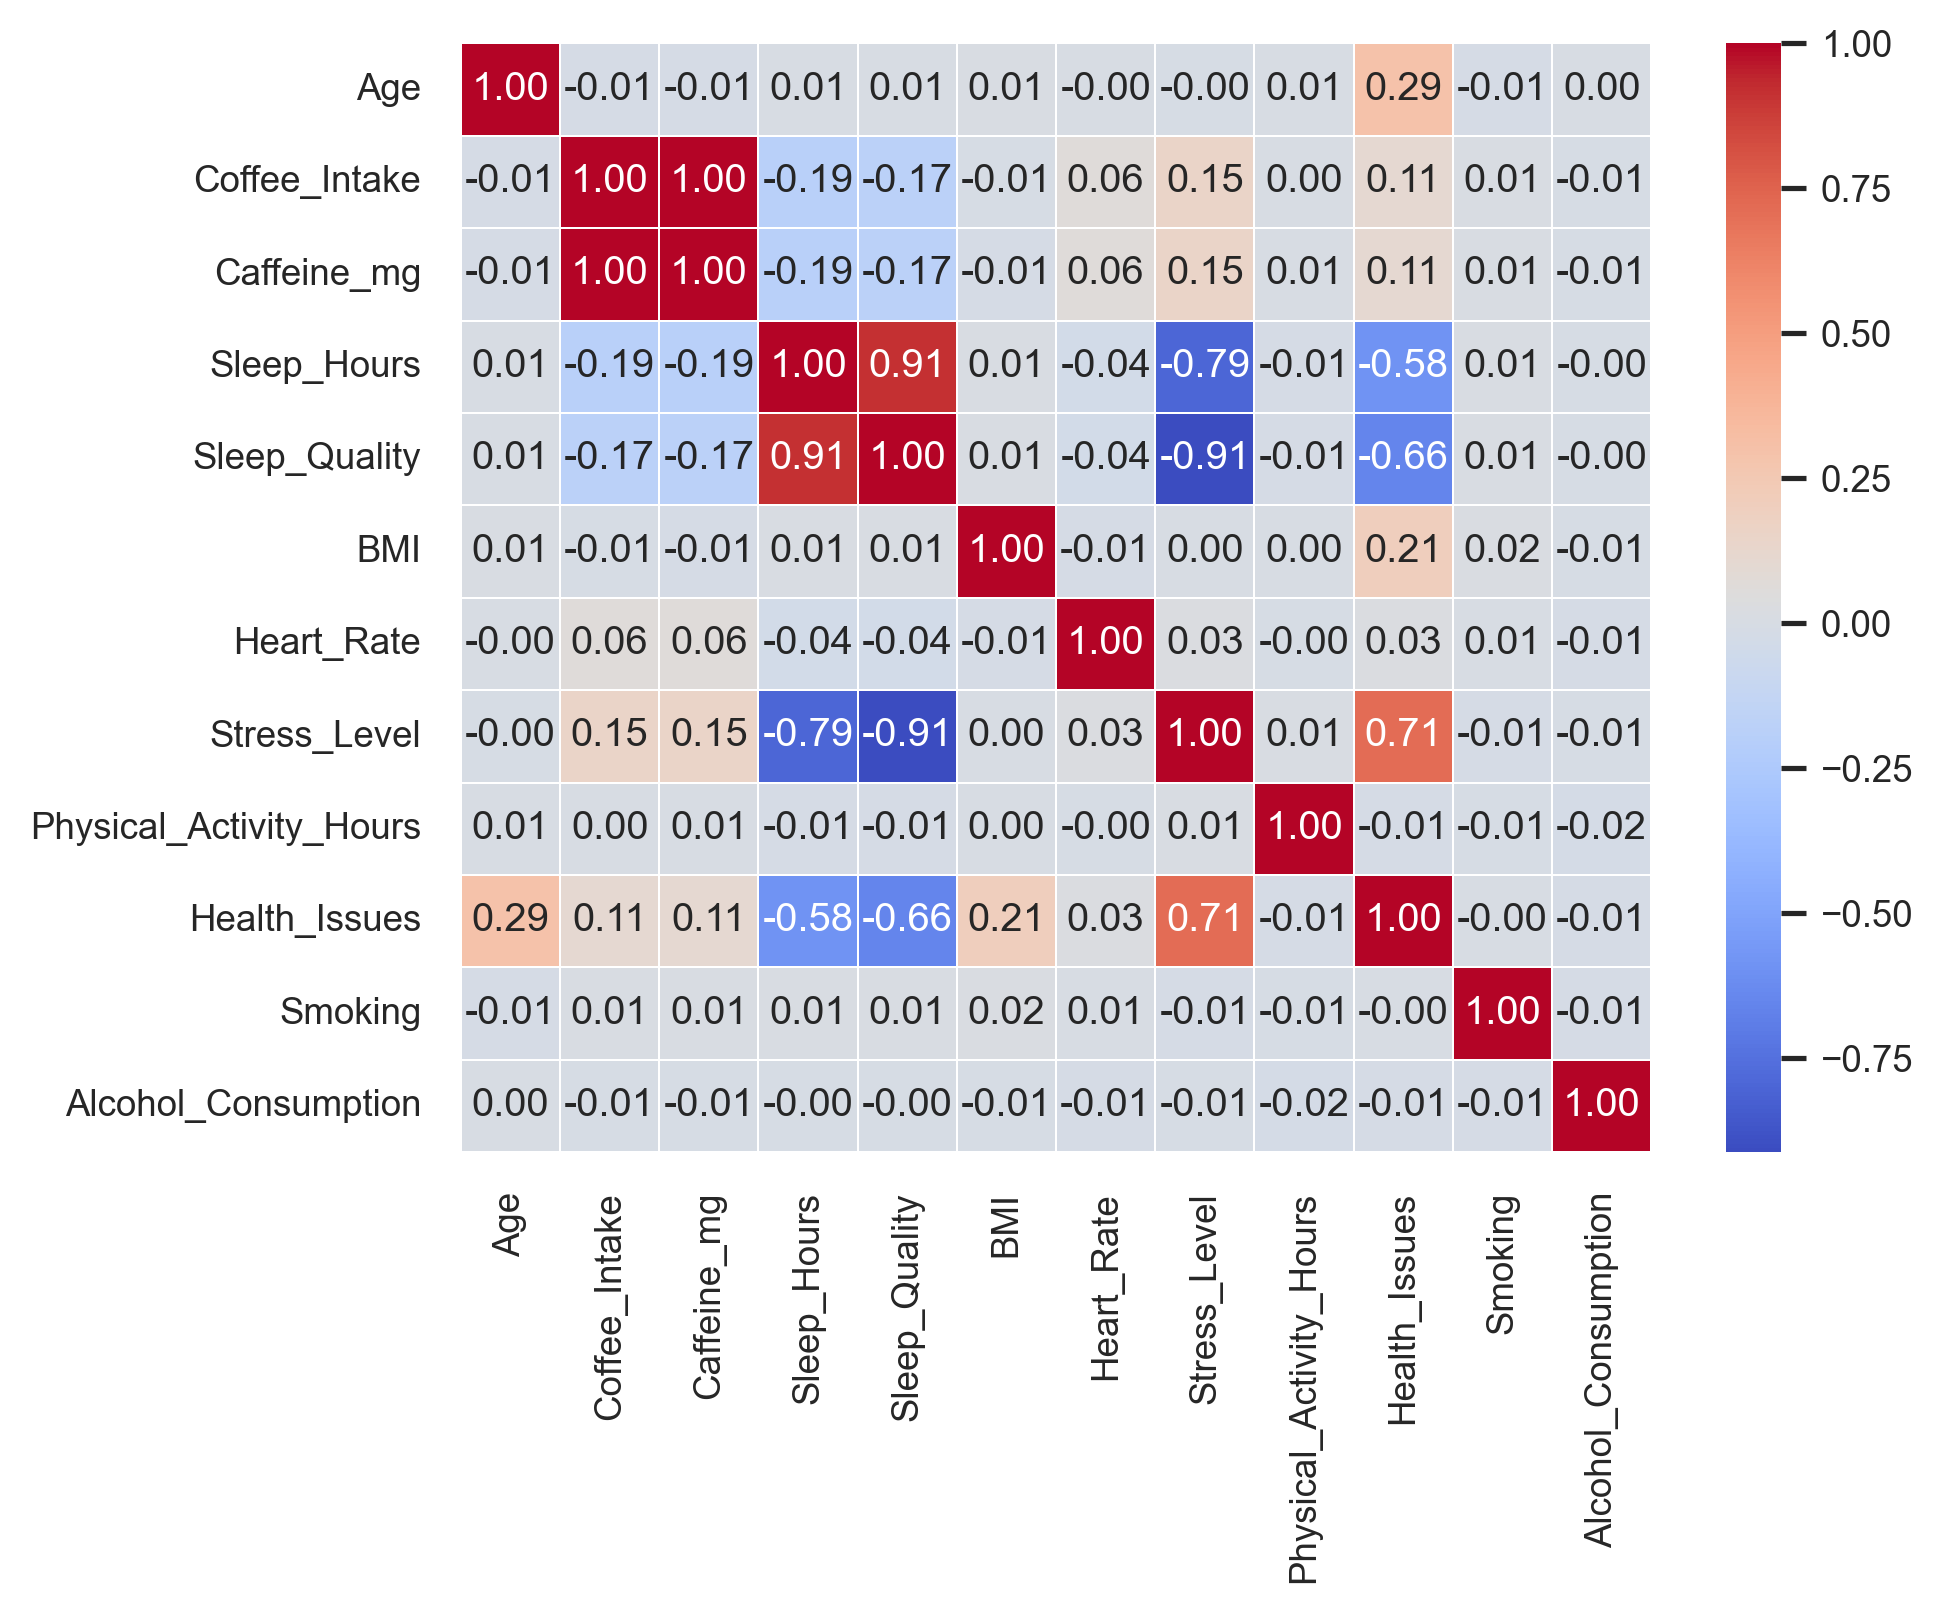 Age 1.00 -0.01 -0.01 0.01 0.01 0.01 -0.00 -0.00 0.01 0.29 -0.01 0.00
Coffee_Intake -0.01 1.00 1.00 -0.19 -0.17 -0.01 0.06 0.15 0.00 0.11 0.01 -0.01
Caffeine_mg -0.01 1.00 1.00 -0.19 -0.17 -0.01 0.06 0.15 0.01 0.11 0.01 -0.01
Sleep_Hours 0.01 -0.19 -0.19 1.00 0.91 0.01 -0.04 -0.79 -0.01 -0.58 0.01 -0.00
Sleep_Quality 0.01 -0.17 -0.17 0.91 1.00 0.01 -0.04 -0.91 -0.01 -0.66 0.01 -0.00
BMI 0.01 -0.01 -0.01 0.01 0.01 1.00 -0.01 0.00 0.00 0.21 0.02 -0.01
Heart_Rate -0.00 0.06 0.06 -0.04 -0.04 -0.01 1.00 0.03 -0.00 0.03 0.01 -0.01
Stress_Level -0.00 0.15 0.15 -0.79 -0.91 0.00 0.03 1.00 0.01 0.71 -0.01 -0.01
Physical_Activity_Hours 0.01 0.00 0.01 -0.01 -0.01 0.00 -0.00 0.01 1.00 -0.01 -0.01 -0.02
Health_Issues 0.29 0.11 0.11 -0.58 -0.66 0.21 0.03 0.71 -0.01 1.00 -0.00 -0.01
Smoking -0.01 0.01 0.01 0.01 0.01 0.02 0.01 -0.01 -0.01 -0.00 1.00 -0.01
Alcohol_Consumption 0.00 -0.01 -0.01 -0.00 -0.00 -0.01 -0.01 -0.01 -0.02 -0.01 -0.01 1.00
Age
Coffee_Intake
Caffeine_mg
Sleep_Hours
Sleep_Quality
BMI
Heart_Rate
Stress_Level
Physical_Activity_Hours
Health_Issues
Smoking
Alcohol_Consumption
1.00
0.75
0.50
0.25
0.00
−0.25
−0.50
−0.75